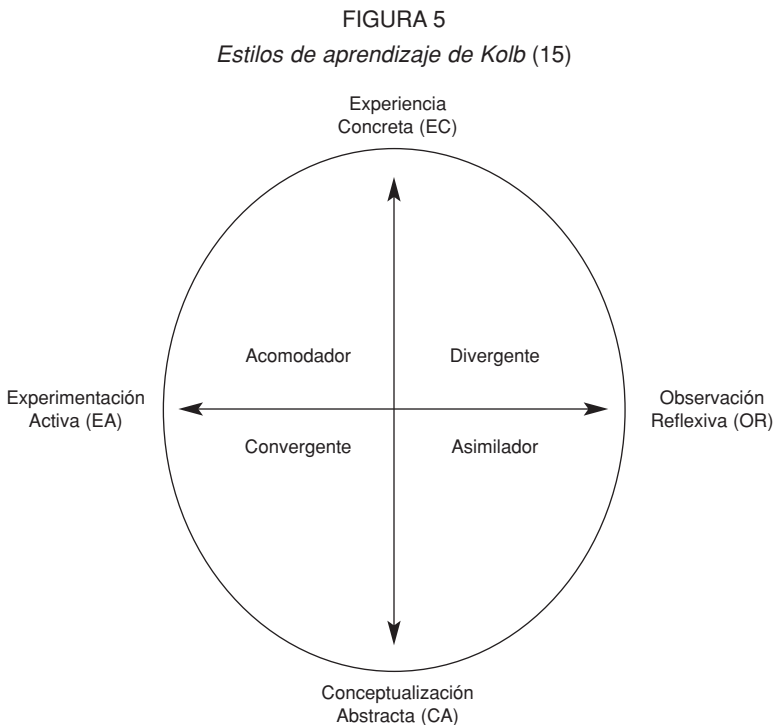 FIGURA 5
Estilos de aprendizaje de Kolb (15)
Experiencia
Concreta (EC)
Acomodador
Divergente
Experimentación
Activa (EA)
Observación
Reflexiva (OR)
Convergente
Asimilador
Conceptualización
Abstracta (CA)